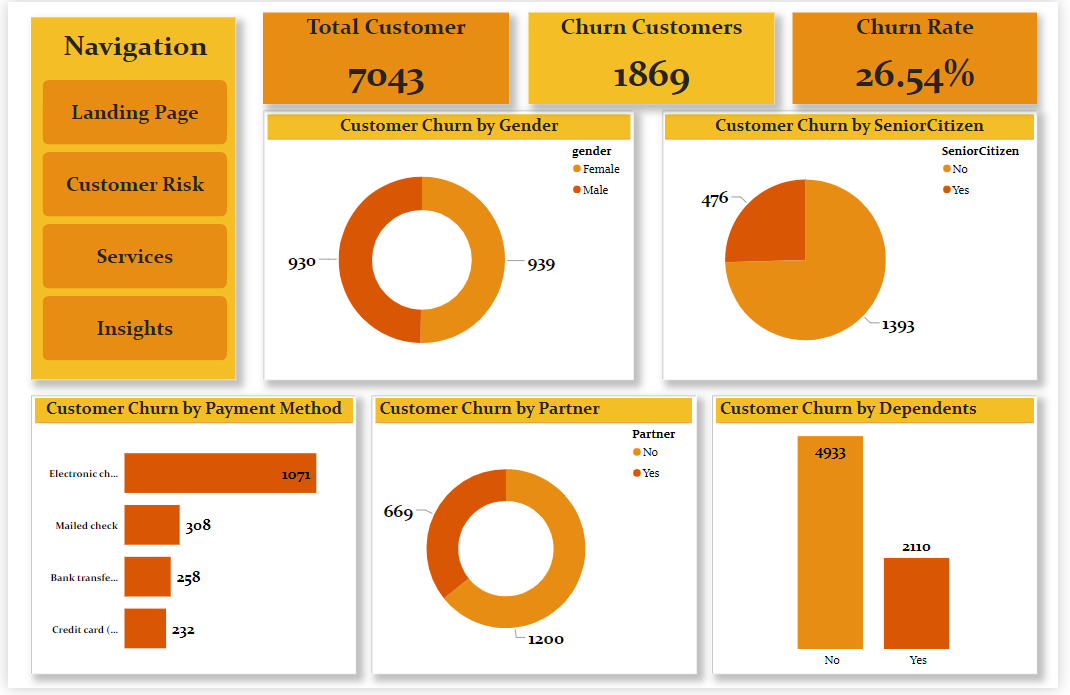 Navigation
Landing Page
Customer Risk
Services
Insights
Total Customer
7043
Churn Customers
1869
Churn Rate
26.54%
Customer Churn by Gender
gender
Female
Male
930
939
Customer Churn by SeniorCitizen
SeniorCitizen
No
Yes
476
1393
Customer Churn by Payment Method
Electronic ch...
1071
Mailed check
308
Bank transfe...
258
Credit card (...
232
Customer Churn by Partner
Partner
No
Yes
669
1200
Customer Churn by Dependents
4933
2110
No
Yes